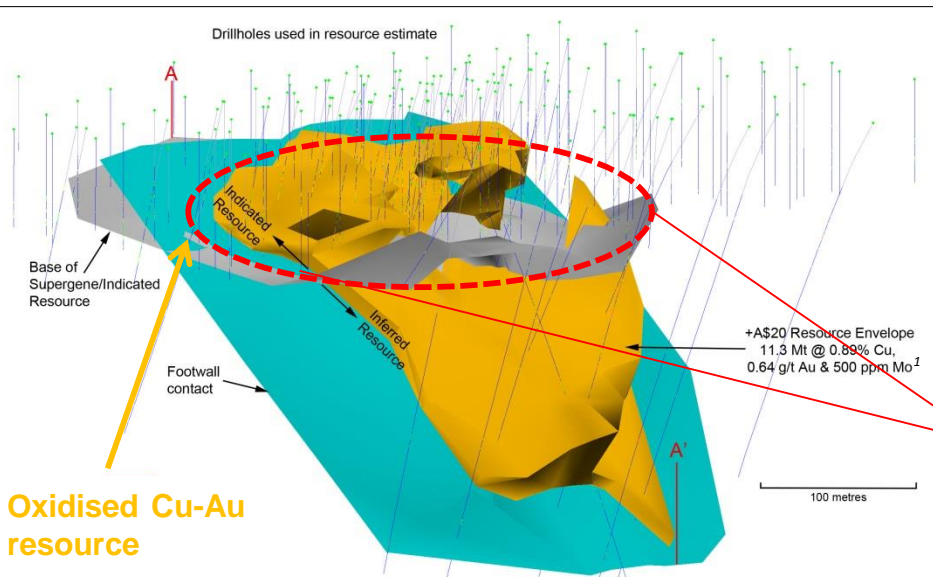 Drillholes used in resource estimate
A
Indicated
Resource
Base of
Supergene/Indicated
Resource
Inferred
Resource
+A$20 Resource Envelope
11.3 Mt @ 0.89% Cu,
0.64 g/t Au & 500 ppm Mo1
Footwall
contact
A'
100 metres
Oxidised Cu-Au
resource